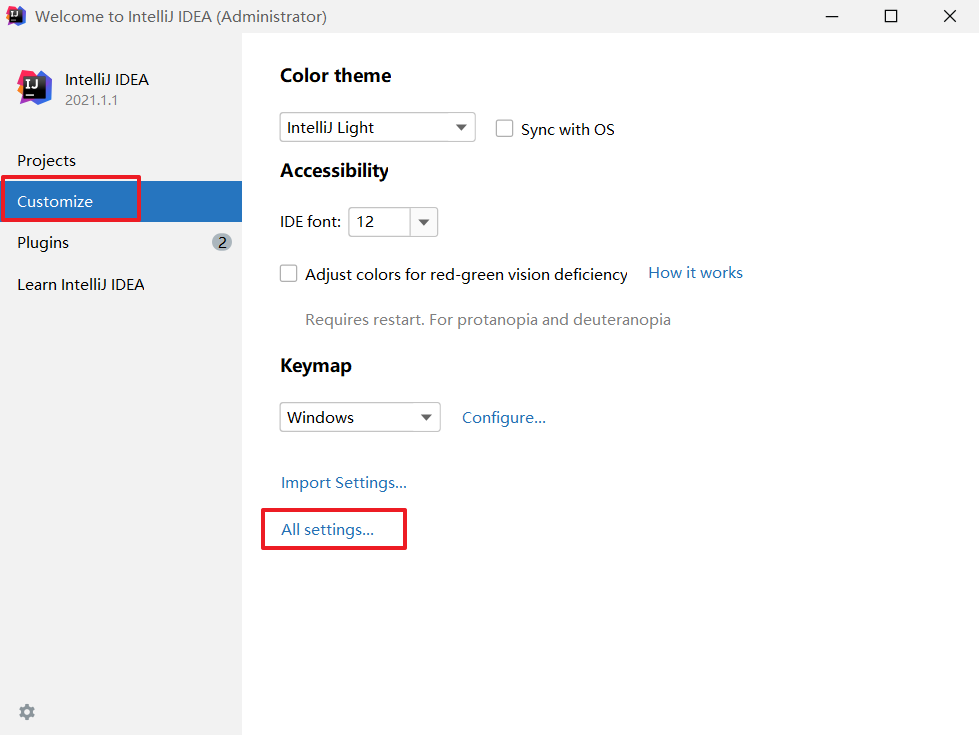 Welcome to IntelliJ IDEA (Administrator)
IntelliJ IDEA
2021.1.1
Projects
Customize
Plugins 2
Learn IntelliJ IDEA
Color theme
IntelliJ Light Sync with OS
Accessibility
IDE font: 12
Adjust colors for red-green vision deficiency How it works
Requires restart. For protanopia and deuteranopia
Keymap
Windows Configure...
Import Settings...
All settings...